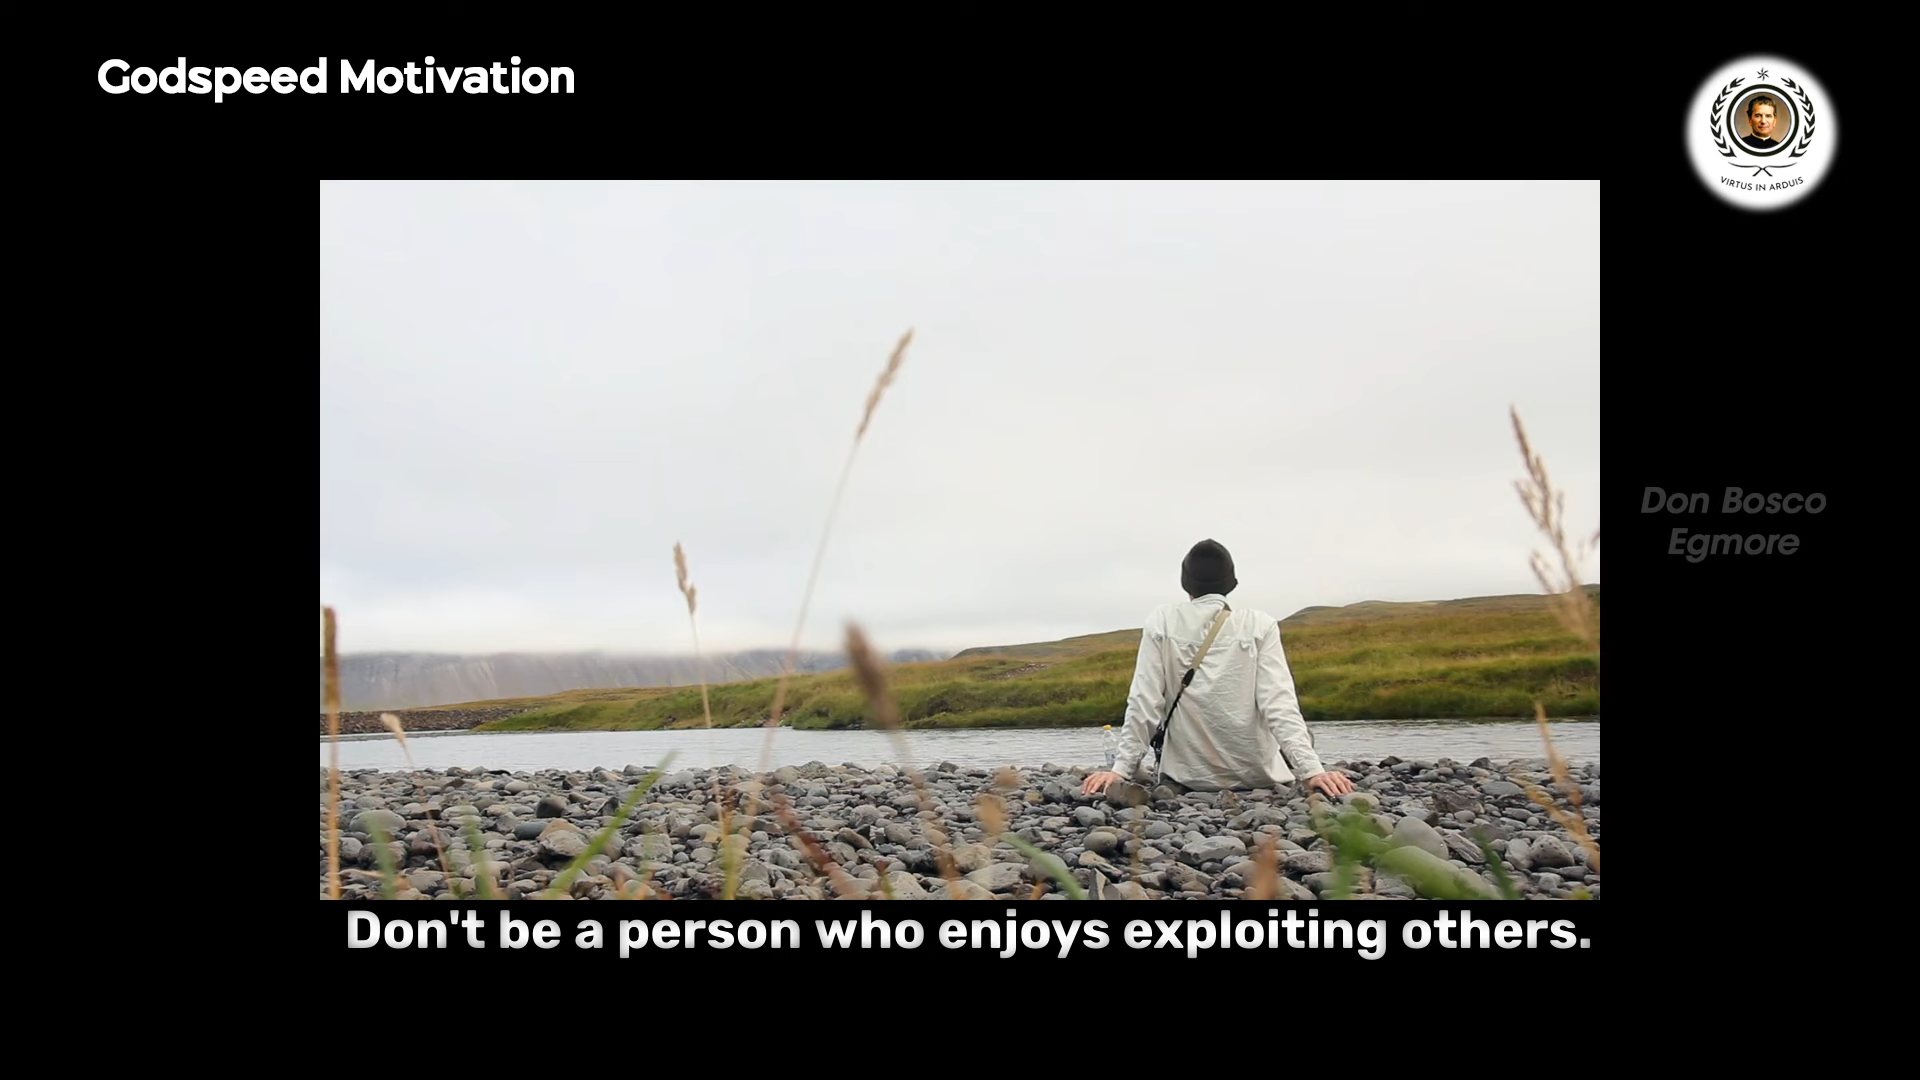 Godspeed Motivation
VIRTUS IN ARDUIS
Don Bosco
Egmore
Don't be a person who enjoys exploiting others.